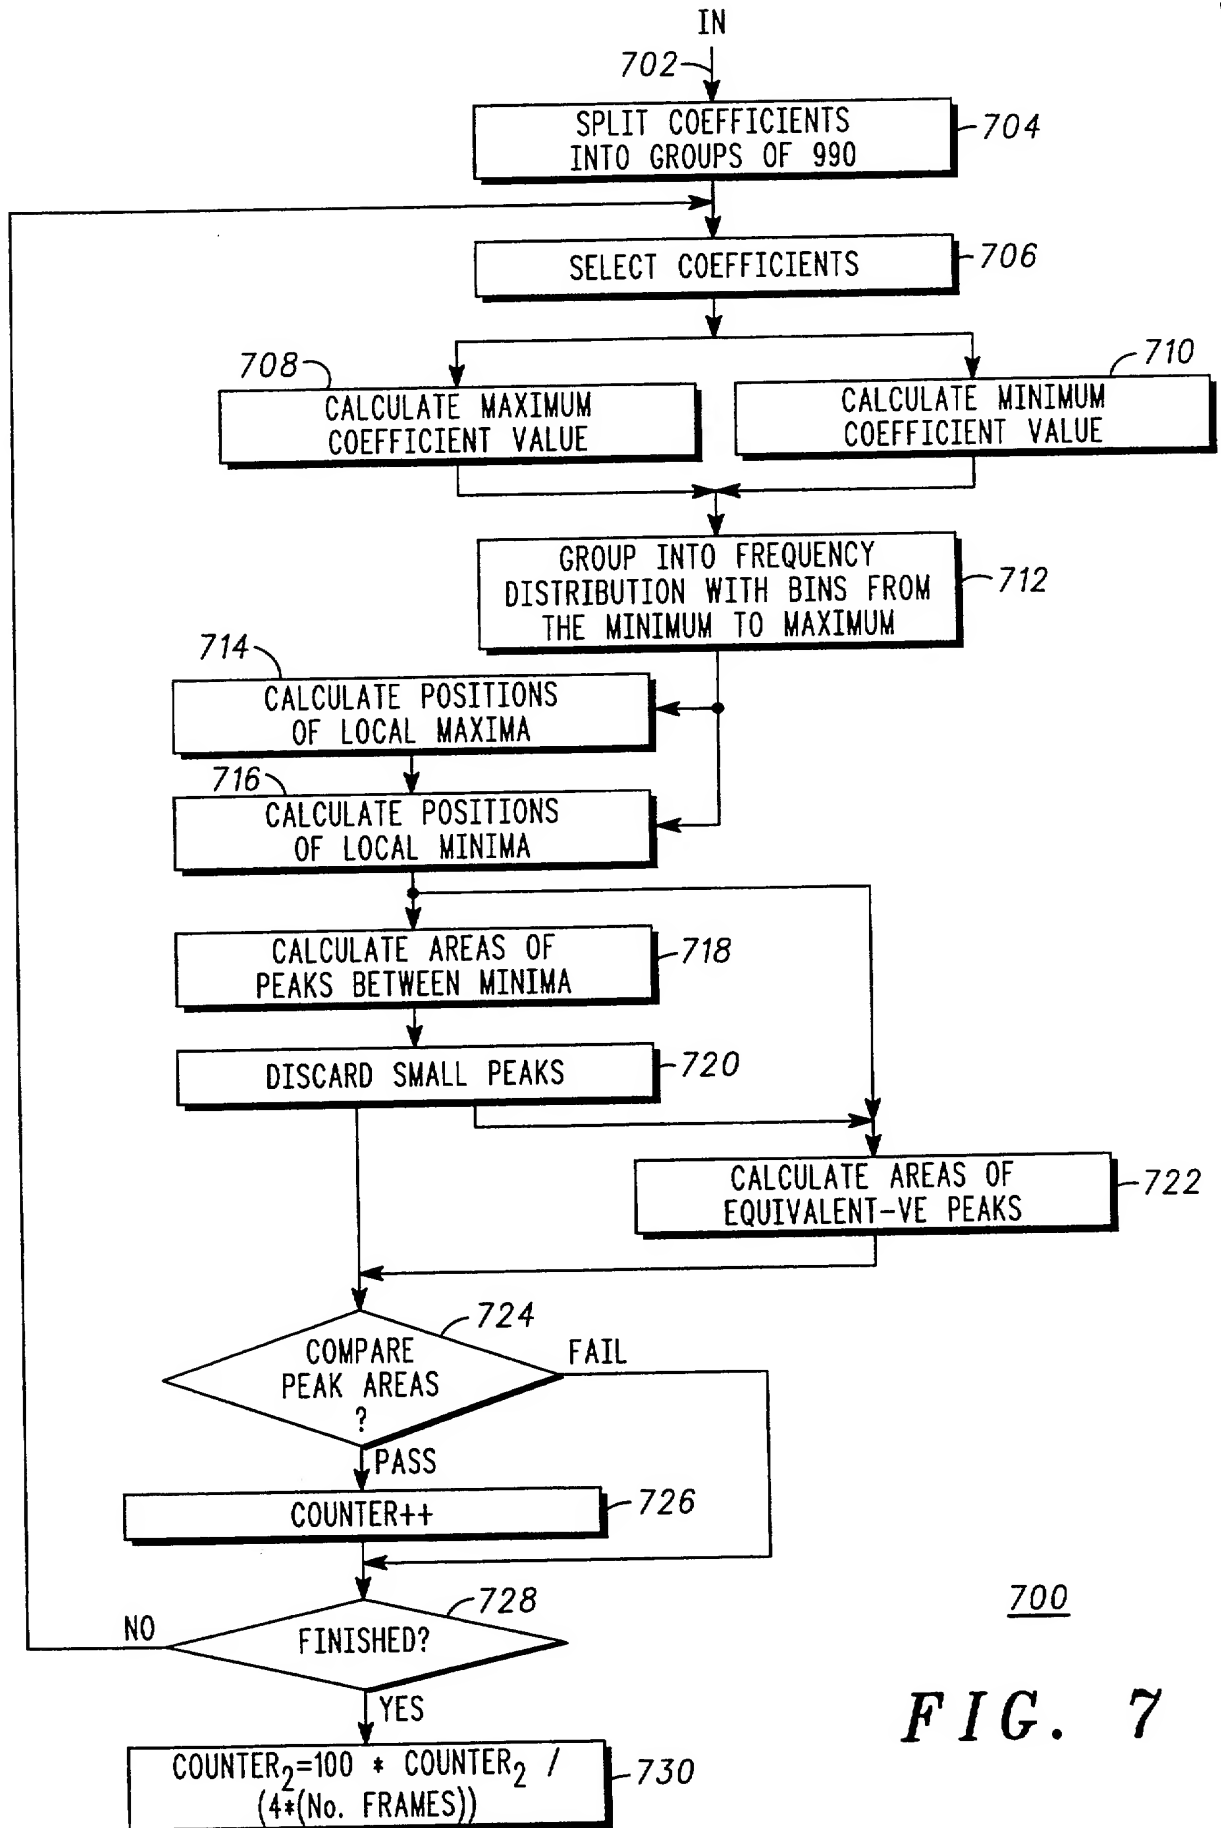 IN
702
SPLIT COEFFICIENTS
INTO GROUPS OF 990
704
SELECT COEFFICIENTS
706
708
CALCULATE MAXIMUM
COEFFICIENT VALUE
710
CALCULATE MINIMUM
COEFFICIENT VALUE
GROUP INTO FREQUENCY
DISTRIBUTION WITH BINS FROM
THE MINIMUM TO MAXIMUM
712
714
CALCULATE POSITIONS
OF LOCAL MAXIMA
716
CALCULATE POSITIONS
OF LOCAL MINIMA
CALCULATE AREAS OF
PEAKS BETWEEN MINIMA
718
DISCARD SMALL PEAKS
720
CALCULATE AREAS OF
EQUIVALENT-VE PEAKS
722
724
COMPARE
PEAK AREAS
?
FAIL
PASS
COUNTER++
726
728
FINISHED?
NO
YES
COUNTER₂=100 * COUNTER₂ /
(4*(No. FRAMES))
730
700
FIG. 7